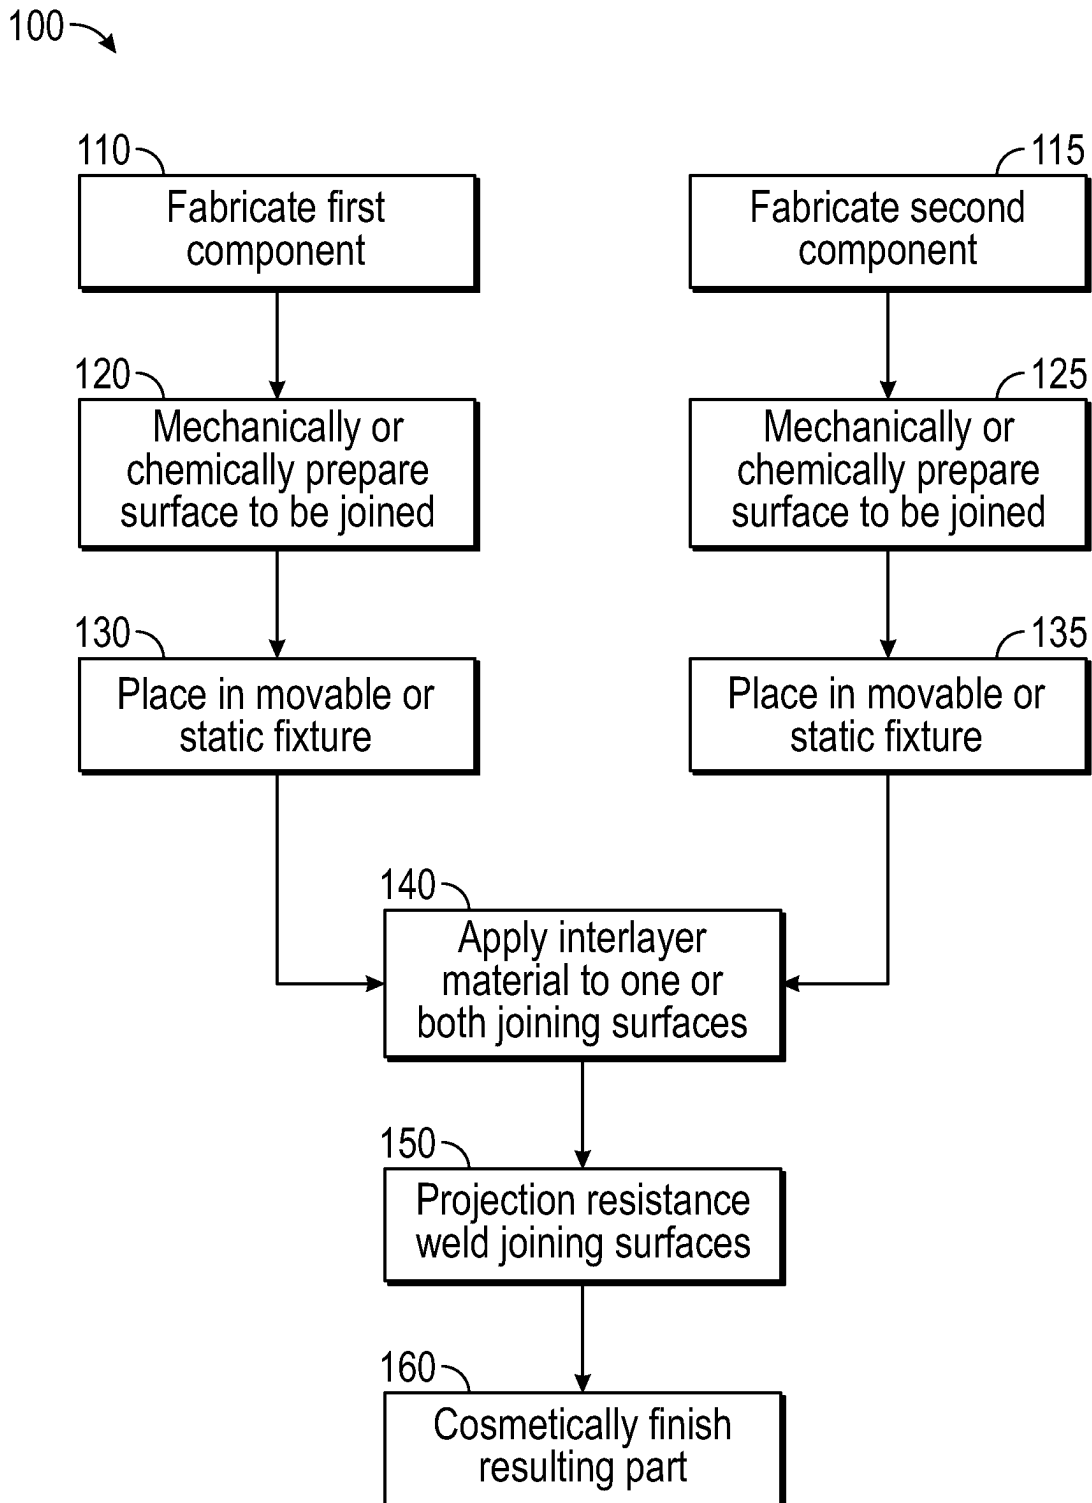 100
110
Fabricate first
component
115
Fabricate second
component
120
Mechanically or
chemically prepare
surface to be joined
125
Mechanically or
chemically prepare
surface to be joined
130
Place in movable or
static fixture
135
Place in movable or
static fixture
140
Apply interlayer
material to one or
both joining surfaces
150
Projection resistance
weld joining surfaces
160
Cosmetically finish
resulting part